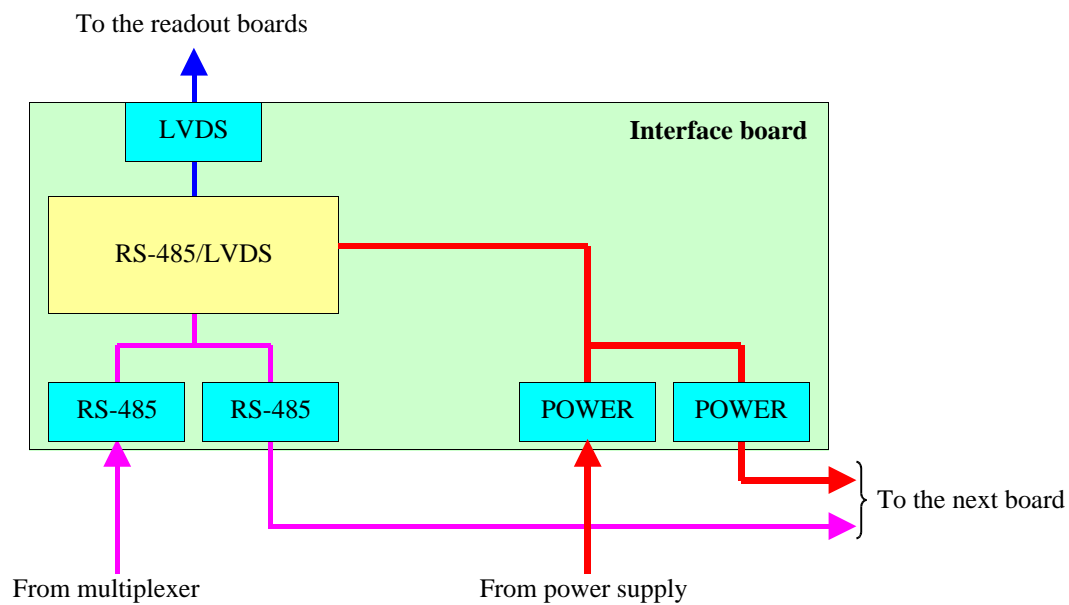 To the readout boards
LVDS
Interface board
RS-485/LVDS
RS-485
RS-485
POWER
POWER
To the next board
From multiplexer
From power supply